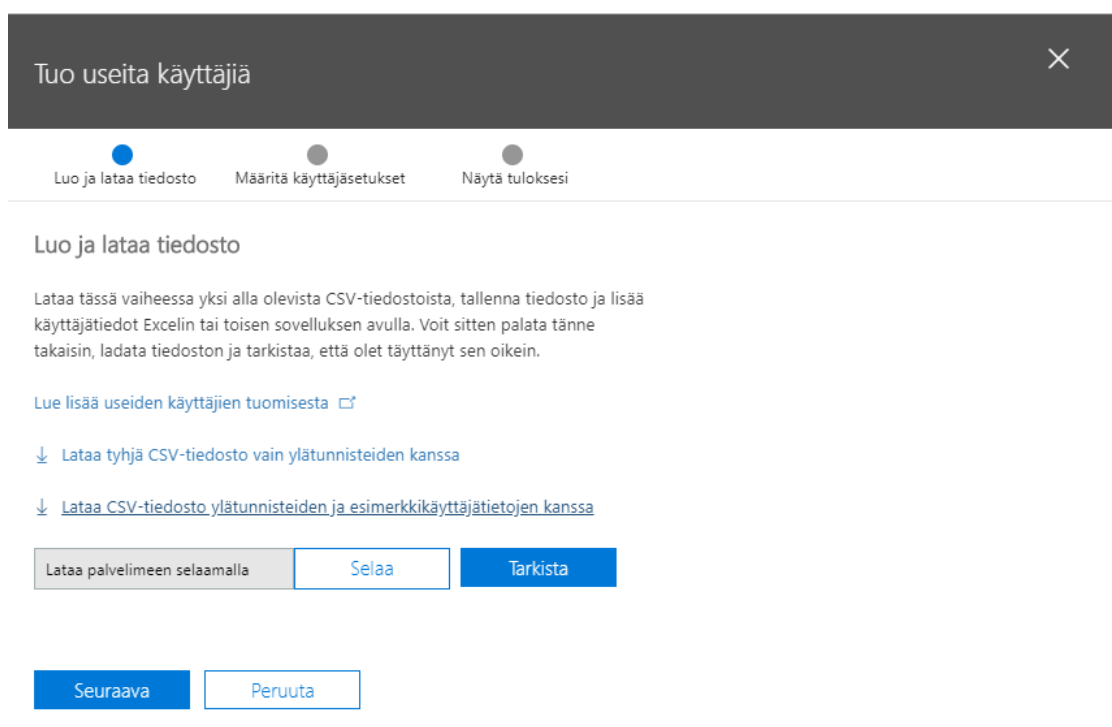 Tuo useita käyttäjiä
Luo ja lataa tiedosto Määritä käyttäjäsetukset Näytä tuloksesi
Luo ja lataa tiedosto
Lataa tässä vaiheessa yksi alla olevista CSV-tiedostoista, tallenna tiedosto ja lisää
käyttäjätiedot Excelin tai toisen sovelluksen avulla. Voit sitten palata tänne
takaisin, ladata tiedoston ja tarkistaa, että olet täyttänyt sen oikein.
Lue lisää useiden käyttäjien tuomisesta
Lataa tyhjä CSV-tiedosto vain ylätunnisteiden kanssa
Lataa CSV-tiedosto ylätunnisteiden ja esimerkkikäyttäjätietojen kanssa
Lataa palvelimeen selaamalla Selaa Tarkista
Seuraava Peruuta